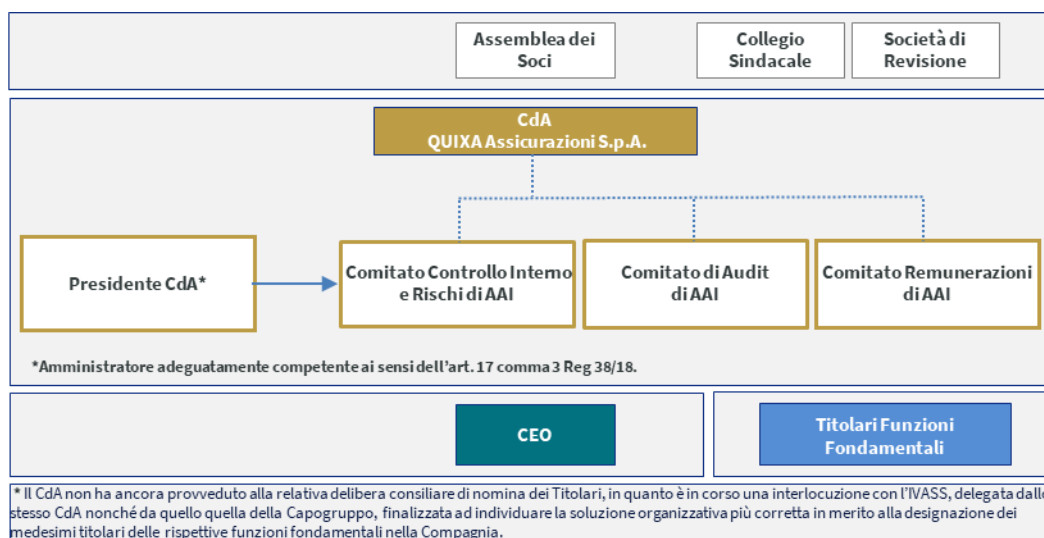 Assemblea dei
Soci
Collegio
Sindacale
Società di
Revisione
CdA
QUIXA Assicurazioni S.p.A.
Presidente CdA*
Comitato Controllo Interno
e Rischi di AAI
Comitato di Audit
di AAI
Comitato Remunerazioni
di AAI
*Amministratore adeguatamente competente ai sensi dell'art. 17 comma 3 Reg 38/18.
CEO
Titolari Funzioni
Fondamentali
* Il CdA non ha ancora provveduto alla relativa delibera consiliare di nomina dei Titolari, in quanto è in corso una interlocuzione con l'IVASS, delegata dallo
stesso CdA nonché da quello quella della Capogruppo, finalizzata ad individuare la soluzione organizzativa più corretta in merito alla designazione dei
medesimi titolari delle rispettive funzioni fondamentali nella Compagnia.